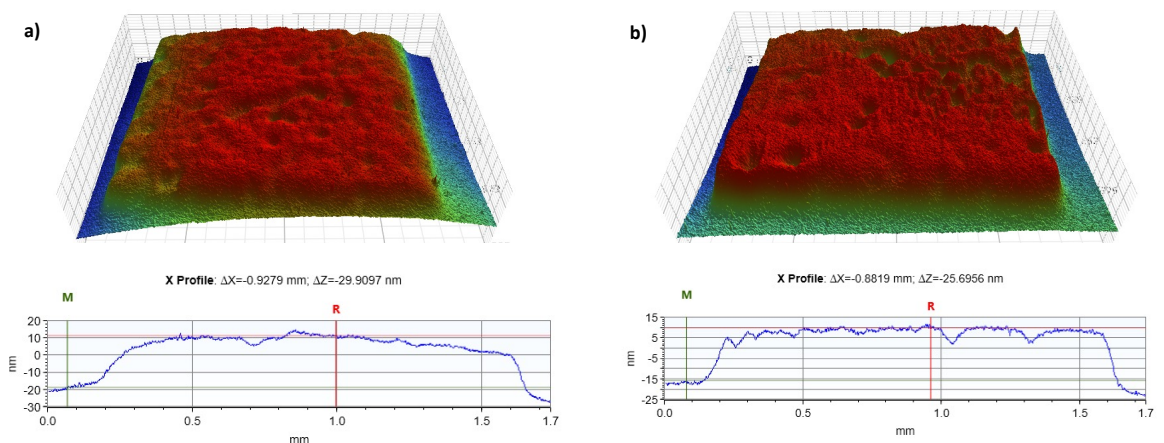 a)
b)
X Profile: ΔX=-0.9279 mm; ΔZ=-29.9097 nm
M
R
20
10
0
-10
-20
-30
nm
0.0
0.5
1.0
1.5
1.7
mm
X Profile: ΔX=-0.8819 mm; ΔZ=-25.6956 nm
M
R
15
5
-5
-15
-25
nm
0.0
0.5
1.0
1.5
1.7
mm